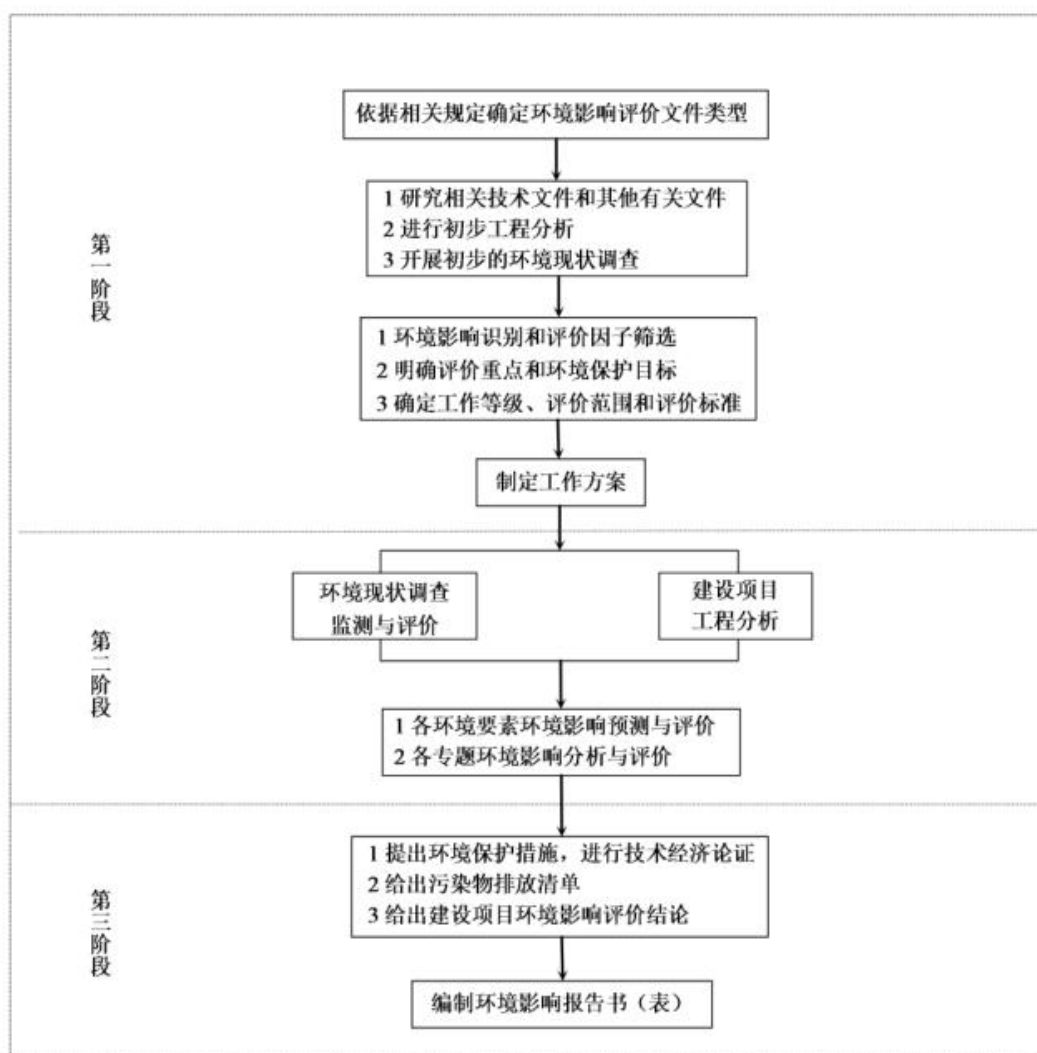 依据相关规定确定环境影响评价文件类型
1 研究相关技术文件和其他有关文件
2 进行初步工程分析
3 开展初步的环境现状调查
第一阶段
1 环境影响识别和评价因子筛选
2 明确评价重点和环境保护目标
3 确定工作等级、评价范围和评价标准
制定工作方案
环境现状调查
监测与评价
建设项目
工程分析
第二阶段
1 各环境要素环境影响预测与评价
2 各专题环境影响分析与评价
1 提出环境保护措施，进行技术经济论证
2 给出污染物排放清单
3 给出建设项目环境影响评价结论
第三阶段
编制环境影响报告书（表）